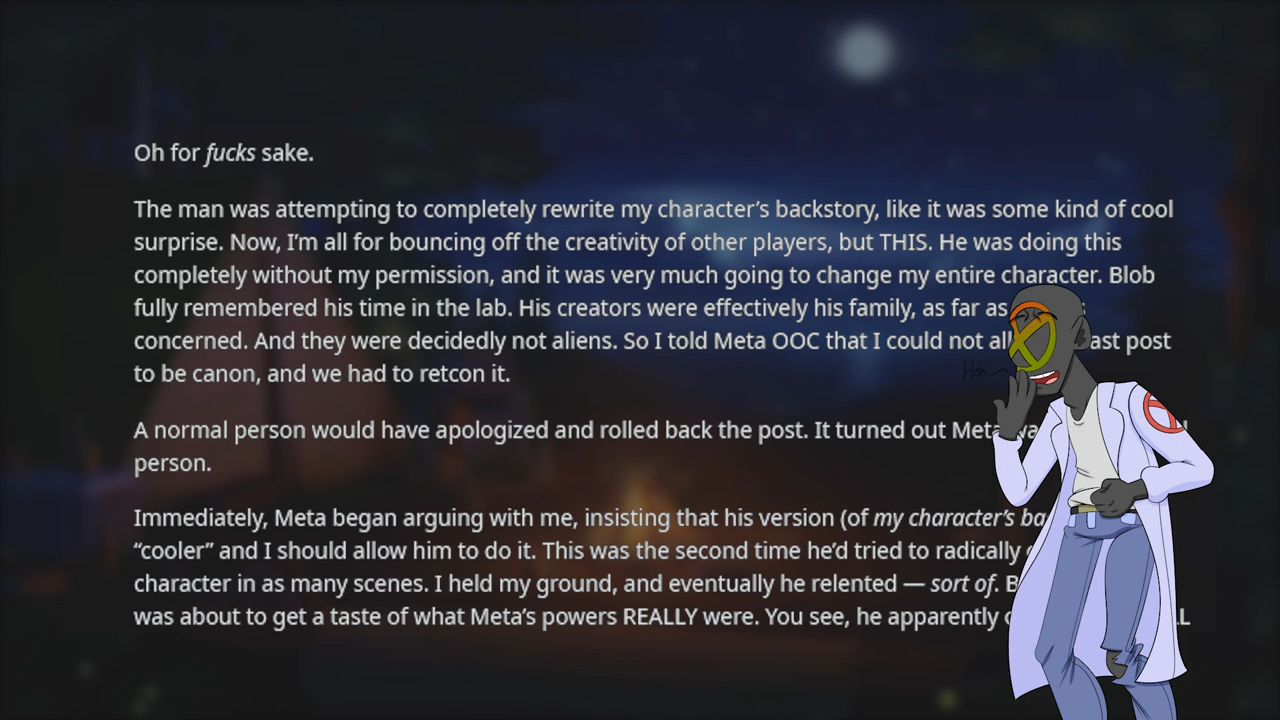 Oh for fucks sake.
The man was attempting to completely rewrite my character’s backstory, like it was some kind of cool
surprise. Now, I’m all for bouncing off the creativity of other players, but THIS. He was doing this
completely without my permission, and it was very much going to change my entire character. Blob
fully remembered his time in the lab. His creators were effectively his family, as far as
concerned. And they were decidedly not aliens. So I told Meta OOC that I could not post
to be canon, and we had to retcon it.
A normal person would have apologized and rolled back the post. It turned out Meta
person.
Immediately, Meta began arguing with me, insisting that his version (of my character’s
“cooler” and I should allow him to do it. This was the second time he’d tried to radically
character in as many scenes. I held my ground, and eventually he relented — sort of.
was about to get a taste of what Meta’s powers REALLY were. You see, he apparently